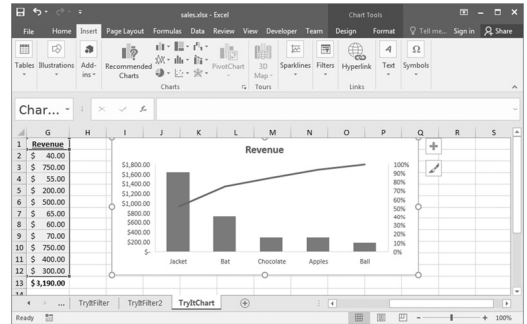 sales.xlsx - Excel
Chart Tools
File Home Insert Page Layout Formulas Data Review View Developer Team Design Format Tell me... Sign in Share
Tables Illustrations Add-ins Recommended Charts PivotChart 3D Map Sparklines Filters Hyperlink Text Symbols
Charts Tours Links
Char... fx
G H I J K L M N O P Q R S
1 Revenue
2 $ 40.00
3 $ 750.00
4 $ 55.00
5 $ 200.00
6 $ 500.00
7 $ 65.00
8 $ 60.00
9 $ 70.00
10 $ 750.00
11 $ 400.00
12 $ 300.00
13 $ 3,190.00
Revenue
$1,800.00 100%
$1,600.00 90%
$1,400.00 80%
$1,200.00 70%
$1,000.00 60%
$800.00 50%
$600.00 40%
$400.00 30%
$200.00 20%
$- 10%
0%
Jacket Bat Chocolate Apples Ball
... TryItFilter TryItFilter2 TryItChart
Ready 100%